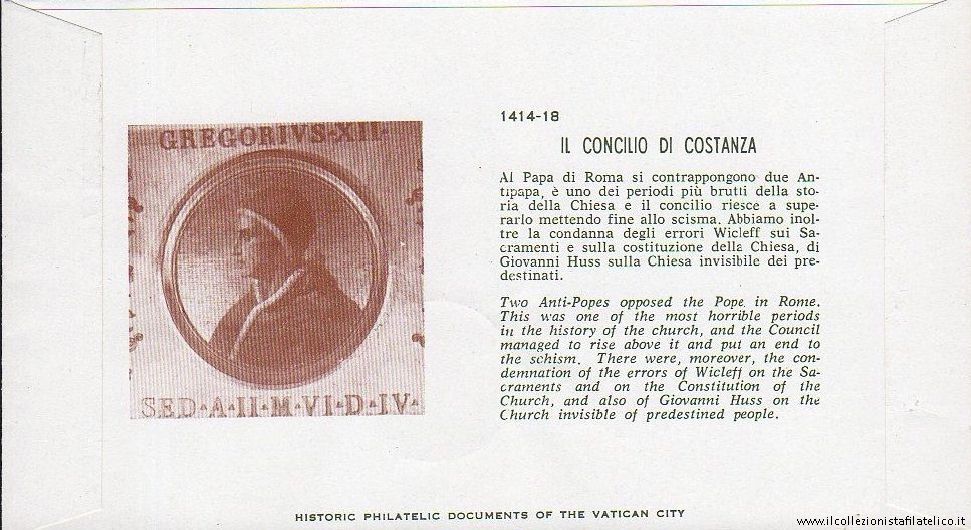 GREGORIVS·XII·
SED·A·II·M·VI·D·IV·
1414-18
IL CONCILIO DI COSTANZA
Al Papa di Roma si contrappongono due An-
tipapa, è uno dei periodi più brutti della sto-
ria della Chiesa e il concilio riesce a supe-
rarlo mettendo fine allo scisma. Abbiamo inol-
tre la condanna degli errori Wicleff sui Sa-
cramenti e sulla costituzione della Chiesa, di
Giovanni Huss sulla Chiesa invisibile dei pre-
destinati.
Two Anti-Popes opposed the Pope in Rome.
This was one of the most horrible periods
in the history of the church, and the Council
managed to rise above it and put an end to
the schism. There were, moreover, the con-
demnation of the errors of Wicleff on the Sa-
craments and on the Constitution of the
Church, and also of Giovanni Huss on the
Church invisible of predestined people.
HISTORIC PHILATELIC DOCUMENTS OF THE VATICAN CITY
www.ilcollezionistafilatelico.it